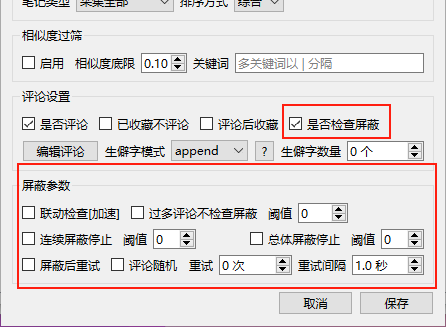 笔记类型 采集全部 排序方式 综合
相似度过筛
启用 相似度底限 0.10 关键词 多关键词以 | 分隔
评论设置
是否评论 已收藏不评论 评论后收藏 是否检查屏蔽
编辑评论 生僻字模式 append ? 生僻字数量 0 个
屏蔽参数
联动检查[加速] 过多评论不检查屏蔽 阈值 0
连续屏蔽停止 阈值 0 总体屏蔽停止 阈值 0
屏蔽后重试 评论随机 重试 0 次 重试间隔 1.0 秒
取消 保存